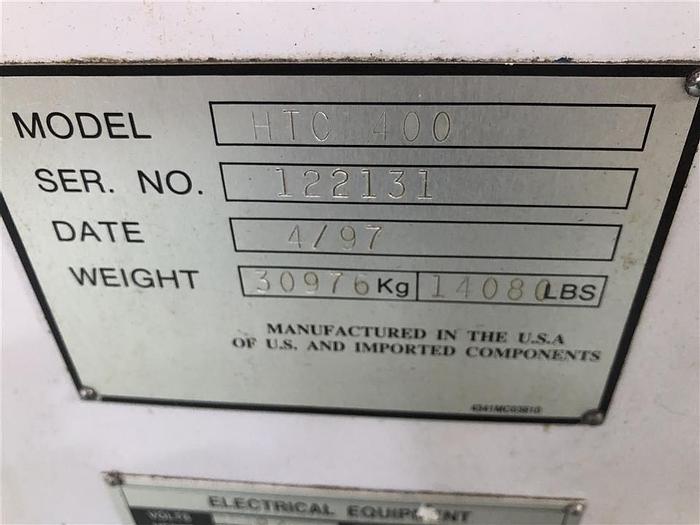 MODEL HTC 400
SER. NO. 122131
DATE 4/97
WEIGHT 30976 Kg 14080 LBS
MANUFACTURED IN THE U.S.A
OF U.S. AND IMPORTED COMPONENTS
ELECTRICAL EQUIPMENT
VOLTS